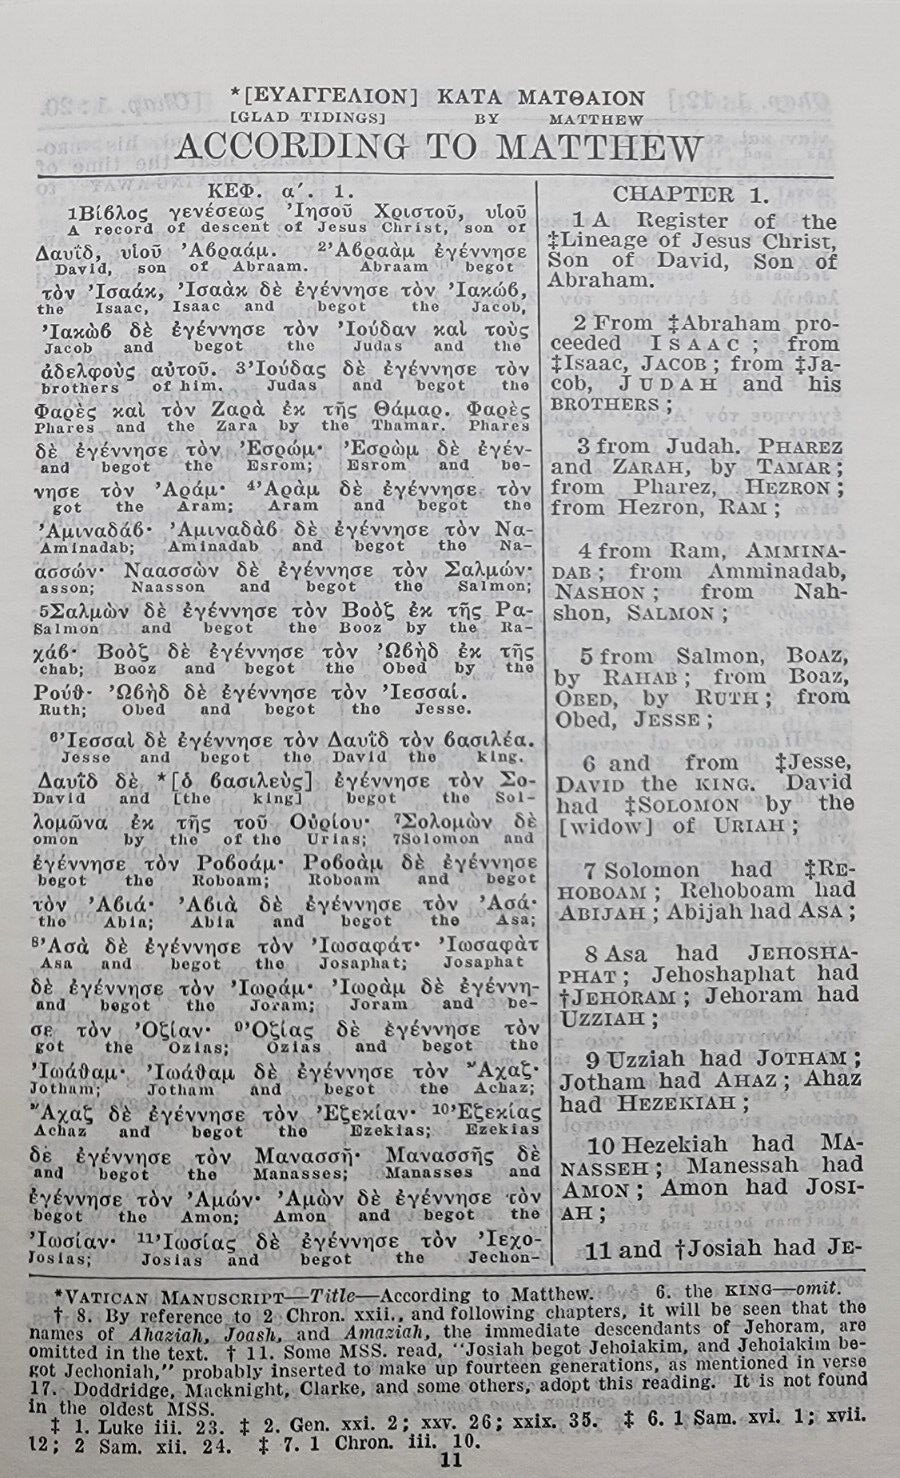 *[ΕΥΑΓΓΕΛΙΟΝ] ΚΑΤΑ ΜΑΤΘΑΙΟΝ
[GLAD TIDINGS] BY MATTHEW
ACCORDING TO MATTHEW
ΚΕΦ. α′. 1.
1Βίβλος γενέσεως Ἰησοῦ Χριστοῦ, υἱοῦ
A record of descent of Jesus Christ, son of
Δαυΐδ, υἱοῦ Ἀβραάμ. 2Ἀβραὰμ ἐγέννησε
David, son of Abraam. Abraam begot
τὸν Ἰσαάκ, Ἰσαὰκ δὲ ἐγέννησε τὸν Ἰακώβ,
the Isaac, Isaac and begot the Jacob,
Ἰακὼβ δὲ ἐγέννησε τὸν Ἰούδαν καὶ τοὺς
Jacob and begot the Judas and the
ἀδελφοὺς αὐτοῦ. 3Ἰούδας δὲ ἐγέννησε τὸν
brothers of him. Judas and begot the
Φαρὲς καὶ τὸν Ζαρὰ ἐκ τῆς Θάμαρ. Φαρὲς
Phares and the Zara by the Thamar. Phares
δὲ ἐγέννησε τὸν Ἐσρώμ· Ἐσρὼμ δὲ ἐγέν-
and begot the Esrom; Esrom and be-
νησε τὸν Ἀράμ· 4Ἀρὰμ δὲ ἐγέννησε τὸν
got the Aram; Aram and begot the
Ἀμιναδάβ· Ἀμιναδὰβ δὲ ἐγέννησε τὸν Να-
Aminadab; Aminadab and begot the Na-
ασσών· Ναασσὼν δὲ ἐγέννησε τὸν Σαλμών·
asson; Naasson and begot the Salmon;
5Σαλμὼν δὲ ἐγέννησε τὸν Βοὸζ ἐκ τῆς Ρα-
Salmon and begot the Booz by the Ra-
χάβ· Βοὸζ δὲ ἐγέννησε τὸν Ὠβὴδ ἐκ τῆς
chab; Booz and begot the Obed by the
Ρούθ· Ὠβὴδ δὲ ἐγέννησε τὸν Ἰεσσαί.
Ruth; Obed and begot the Jesse.
6Ἰεσσαὶ δὲ ἐγέννησε τὸν Δαυῒδ τὸν βασιλέα.
Jesse and begot the David the king.
Δαυῒδ δὲ *[ὁ βασιλεὺς] ἐγέννησε τὸν Σο-
David and [the king] begot the Sol-
λομῶνα ἐκ τῆς τοῦ Οὐρίου· 7Σολομὼν δὲ
omon by the of the Urias; 7Solomon and
ἐγέννησε τὸν Ροβοάμ· Ροβοὰμ δὲ ἐγέννησε
begot the Roboam; Roboam and begot
τὸν Ἀβιά· Ἀβιὰ δὲ ἐγέννησε τὸν Ἀσά·
the Abia; Abia and begot the Asa;
8Ἀσὰ δὲ ἐγέννησε τὸν Ἰωσαφάτ· Ἰωσαφὰτ
Asa and begot the Josaphat; Josaphat
δὲ ἐγέννησε τὸν Ἰωράμ· Ἰωρὰμ δὲ ἐγέννη-
and begot the Joram; Joram and be-
σε τὸν Ὀζίαν· 9Ὀζίας δὲ ἐγέννησε τὸν
got the Ozias; Ozias and begot the
Ἰωάθαμ· Ἰωάθαμ δὲ ἐγέννησε τὸν Ἄχαζ·
Jotham; Jotham and begot the Achaz;
Ἄχαζ δὲ ἐγέννησε τὸν Ἐζεκίαν· 10Ἐζεκίας
Achaz and begot the Ezekias; Ezekias
δὲ ἐγέννησε τὸν Μανασσῆ· Μανασσῆς δὲ
and begot the Manasses; Manasses and
ἐγέννησε τὸν Ἀμών· Ἀμὼν δὲ ἐγέννησε τὸν
begot the Amon; Amon and begot the
Ἰωσίαν· 11Ἰωσίας δὲ ἐγέννησε τὸν Ἰεχο-
Josias; Josias and begot the Jechon-
CHAPTER 1.
1 A Register of the
‡Lineage of Jesus Christ,
Son of David, Son of
Abraham.
2 From ‡Abraham pro-
ceeded ISAAC; from
‡Isaac, JACOB; from ‡Ja-
cob, JUDAH and his
BROTHERS;
3 from Judah. PHAREZ
and ZARAH, by TAMAR;
from Pharez, HEZRON;
from Hezron, RAM;
4 from Ram, AMMINA-
DAB; from Amminadab,
NASHON; from Nah-
shon, SALMON;
5 from Salmon, BOAZ,
by RAHAB; from Boaz,
OBED, by RUTH; from
Obed, JESSE;
6 and from ‡Jesse,
DAVID the KING. David
had ‡SOLOMON by the
[widow] of URIAH;
7 Solomon had ‡RE-
HOBOAM; Rehoboam had
ABIJAH; Abijah had ASA;
8 Asa had JEHOSHA-
PHAT; Jehoshaphat had
†JEHORAM; Jehoram had
UZZIAH;
9 Uzziah had JOTHAM;
Jotham had AHAZ; Ahaz
had HEZEKIAH;
10 Hezekiah had MA-
NASSEH; Manessah had
AMON; Amon had JOSI-
AH;
11 and †Josiah had JE-
*VATICAN MANUSCRIPT—Title—According to Matthew. 6. the KING—omit.
† 8. By reference to 2 Chron. xxii., and following chapters, it will be seen that the
names of Ahaziah, Joash, and Amaziah, the immediate descendants of Jehoram, are
omitted in the text. † 11. Some MSS. read, "Josiah begot Jehoiakim, and Jehoiakim be-
got Jechoniah," probably inserted to make up fourteen generations, as mentioned in verse
17. Doddridge, Macknight, Clarke, and some others, adopt this reading. It is not found
in the oldest MSS.
‡ 1. Luke iii. 23. ‡ 2. Gen. xxi. 2; xxv. 26; xxix. 35. ‡ 6. 1 Sam. xvi. 1; xvii.
12; 2 Sam. xii. 24. ‡ 7. 1 Chron. iii. 10.
11